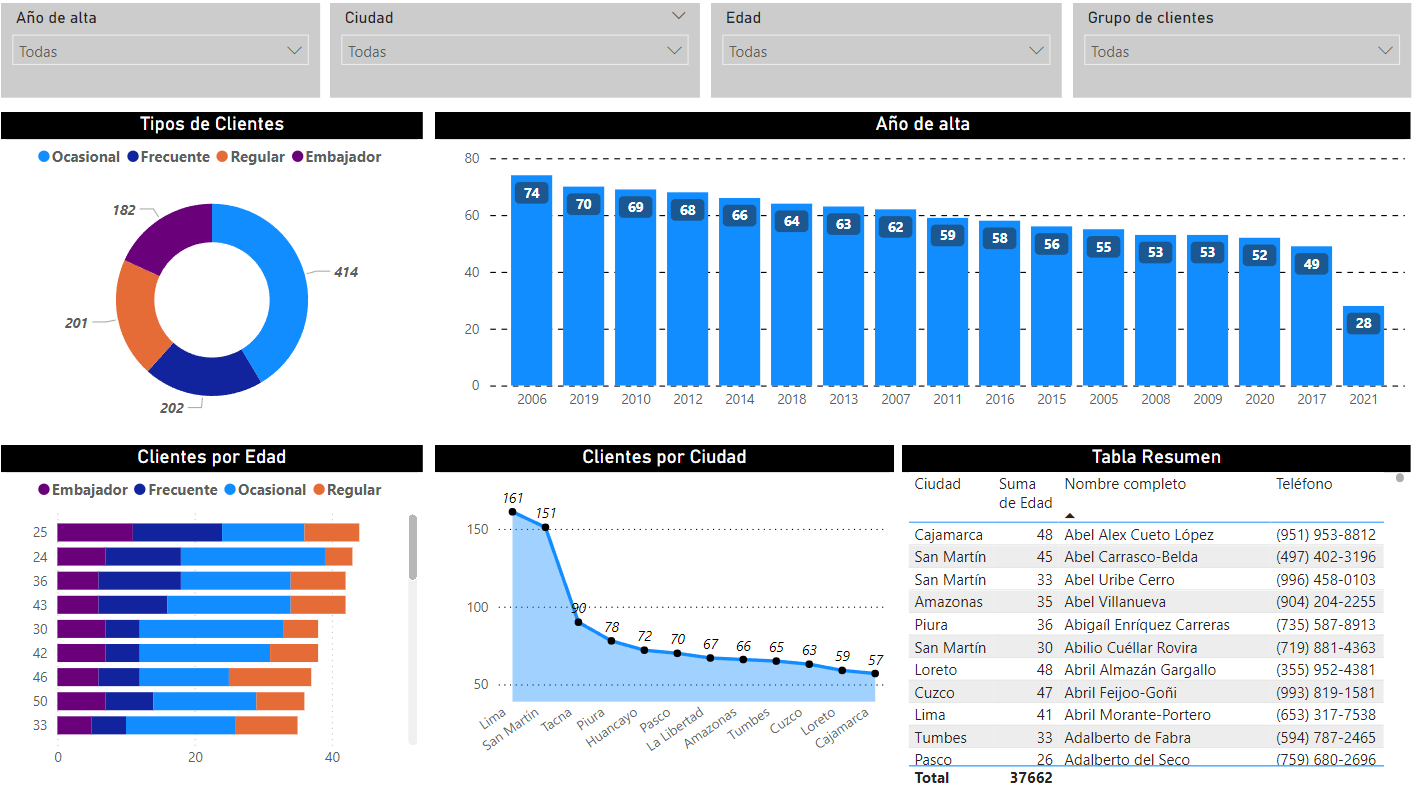 Año de alta
Todas
Ciudad
Todas
Edad
Todas
Grupo de clientes
Todas
Tipos de Clientes
Ocasional Frecuente Regular Embajador
182
414
201
202
Año de alta
80
60
40
20
0
74 70 69 68 66 64 63 62 59 58 56 55 53 53 52 49 28
2006 2019 2010 2012 2014 2018 2013 2007 2011 2016 2015 2005 2008 2009 2020 2017 2021
Clientes por Edad
Embajador Frecuente Ocasional Regular
25
24
36
43
30
42
46
50
33
0 20 40
Clientes por Ciudad
150
100
50
161 151 90 78 72 70 67 66 65 63 59 57
Lima San Martín Tacna Piura Huancayo Pasco La Libertad Amazonas Tumbes Cuzco Loreto Cajamarca
Tabla Resumen
Ciudad Suma de Edad Nombre completo Teléfono
Cajamarca 48 Abel Alex Cueto López (951) 953-8812
San Martín 45 Abel Carrasco-Belda (497) 402-3196
San Martín 33 Abel Uribe Cerro (996) 458-0103
Amazonas 35 Abel Villanueva (904) 204-2255
Piura 36 Abigaíl Enríquez Carreras (735) 587-8913
San Martín 30 Abilio Cuéllar Rovira (719) 881-4363
Loreto 48 Abril Almazán Gargallo (355) 952-4381
Cuzco 47 Abril Feijoo-Goñi (993) 819-1581
Lima 41 Abril Morante-Portero (653) 317-7538
Tumbes 33 Adalberto de Fabra (594) 787-2465
Pasco 26 Adalberto del Seco (759) 680-2696
Total 37662